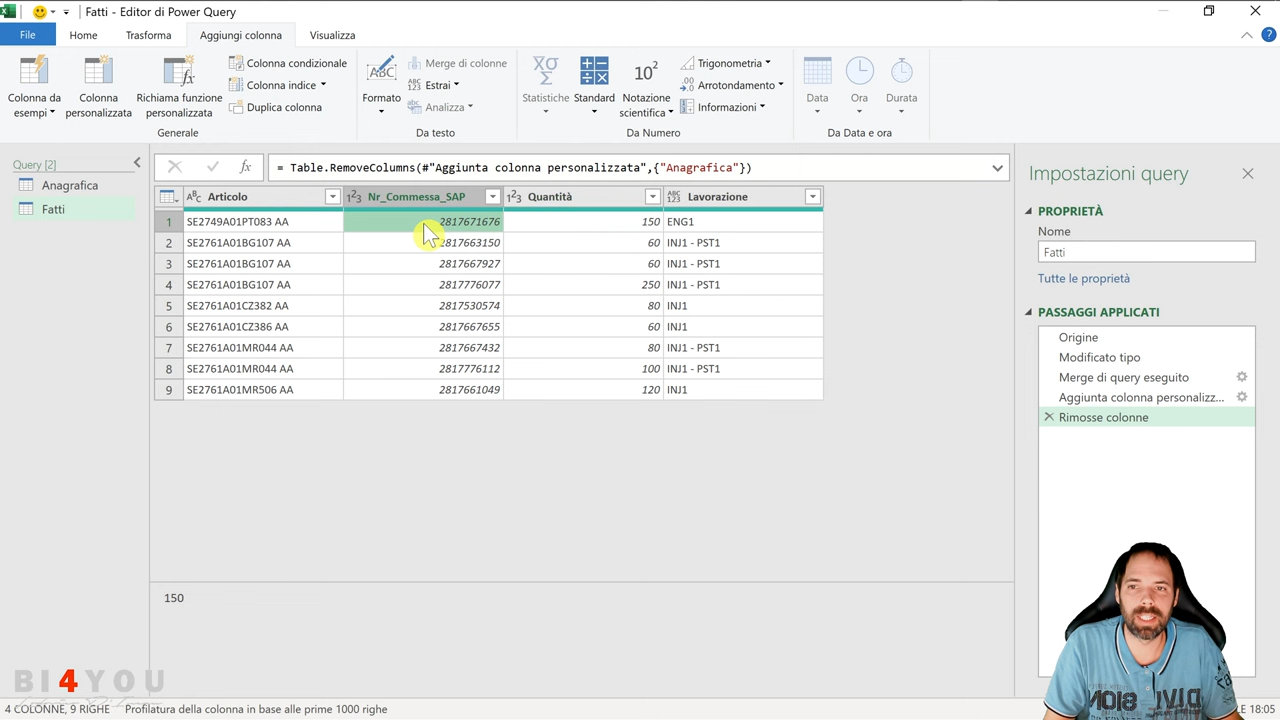 Fatti - Editor di Power Query
File Home Trasforma Aggiungi colonna Visualizza
Colonna da esempi
Colonna personalizzata
Richiama funzione personalizzata
Colonna condizionale
Colonna indice
Duplica colonna
Generale
ABC
Formato
Merge di colonne
Estrai
Analizza
Da testo
Statistiche
Standard
10²
Notazione scientifica
Trigonometria
Arrotondamento
Informazioni
Da Numero
Data
Ora
Durata
Da Data e ora
Query [2]
Anagrafica
Fatti
fx = Table.RemoveColumns(#"Aggiunta colonna personalizzata",{"Anagrafica"})
Articolo Nr_Commessa_SAP Quantità Lavorazione
1 SE2749A01PT083 AA 2817671676 150 ENG1
2 SE2761A01BG107 AA 2817663150 60 INJ1 - PST1
3 SE2761A01BG107 AA 2817667927 60 INJ1 - PST1
4 SE2761A01BG107 AA 2817776077 250 INJ1 - PST1
5 SE2761A01CZ382 AA 2817530574 80 INJ1
6 SE2761A01CZ386 AA 2817667655 60 INJ1
7 SE2761A01MR044 AA 2817667432 80 INJ1 - PST1
8 SE2761A01MR044 AA 2817776112 100 INJ1 - PST1
9 SE2761A01MR506 AA 2817661049 120 INJ1
150
Impostazioni query
PROPRIETÀ
Nome
Fatti
Tutte le proprietà
PASSAGGI APPLICATI
Origine
Modificato tipo
Merge di query eseguito
Aggiunta colonna personalizz...
Rimosse colonne
BI4YOU
4 COLONNE, 9 RIGHE Profilatura della colonna in base alle prime 1000 righe
E 18:05